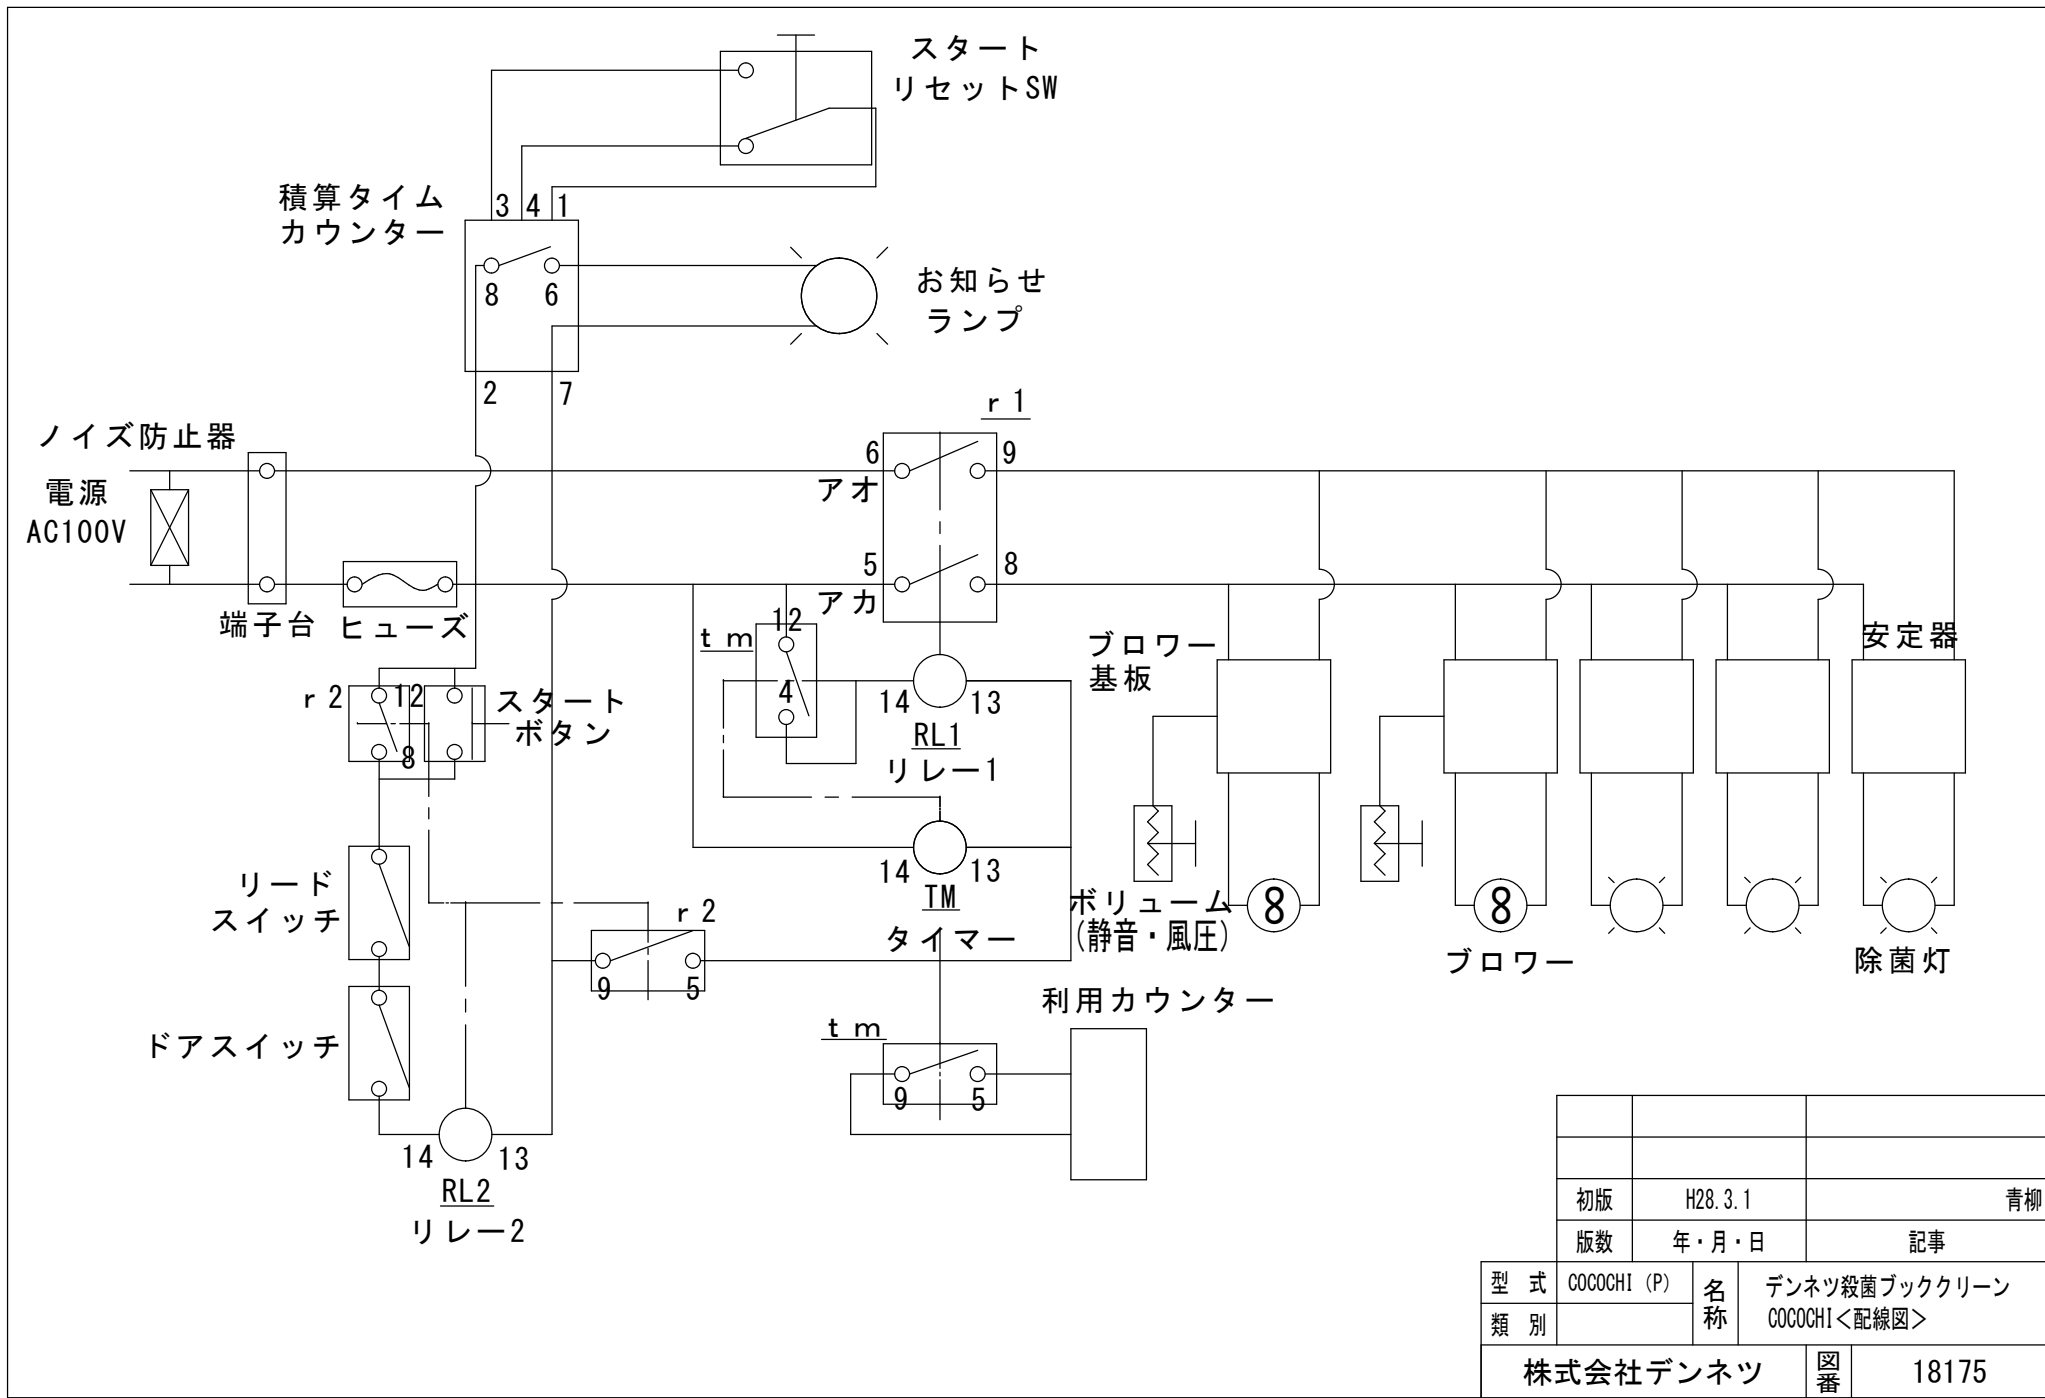 スタート
リセットSW
積算タイム
カウンター
3 4 1
8 6
お知らせ
ランプ
2 7
r 1
ノイズ防止器
電源
AC100V
6 9
アオ
5 8
アカ
端子台
ヒューズ
t m
12
4
14 13
RL1
リレー1
ブロワー
基板
安定器
r 2
12
8
スタート
ボタン
14 13
TM
タイマー
リード
スイッチ
ボリューム
(静音・風圧)
8
8
ブロワー
除菌灯
r 2
9 5
ドアスイッチ
利用カウンター
t m
9 5
14 13
RL2
リレー2
初版 H28.3.1 青柳
版数 年・月・日 記事
型 式 COCOCHI (P)
類 別
名称
デンネツ殺菌ブッククリーン
COCOCHI<配線図>
株式会社デンネツ 図番 18175